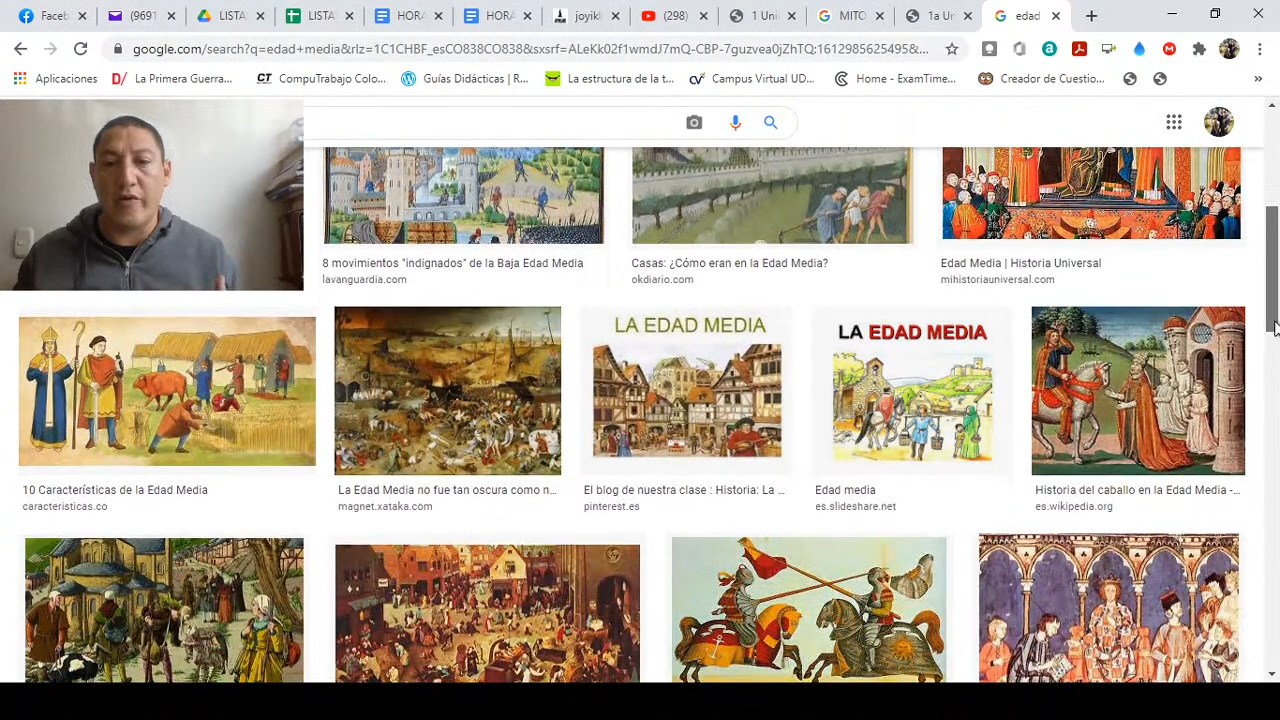 Faceb
(9691
LISTA
LISTA
HORA
HORA
joyikl
(298)
1 Uni
MITO
1a Un
edad
google.com/search?q=edad+media&rlz=1C1CHBF_esCO838CO838&sxsrf=ALeKk02f1wmdJ7mQ-CBP-7guzvea0jZhTQ:1612985625495&...
Aplicaciones
La Primera Guerra...
CompuTrabajo Colo...
Guías Didácticas | R...
La estructura de la t...
Campus Virtual UD...
Home - ExamTime...
Creador de Cuestio...
8 movimientos "indignados" de la Baja Edad Media
lavanguardia.com
Casas: ¿Cómo eran en la Edad Media?
okdiario.com
Edad Media | Historia Universal
mihistoriauniversal.com
LA EDAD MEDIA
LA EDAD MEDIA
10 Características de la Edad Media
caracteristicas.co
La Edad Media no fue tan oscura como n...
magnet.xataka.com
El blog de nuestra clase : Historia: La ...
pinterest.es
Edad media
es.slideshare.net
Historia del caballo en la Edad Media -...
es.wikipedia.org